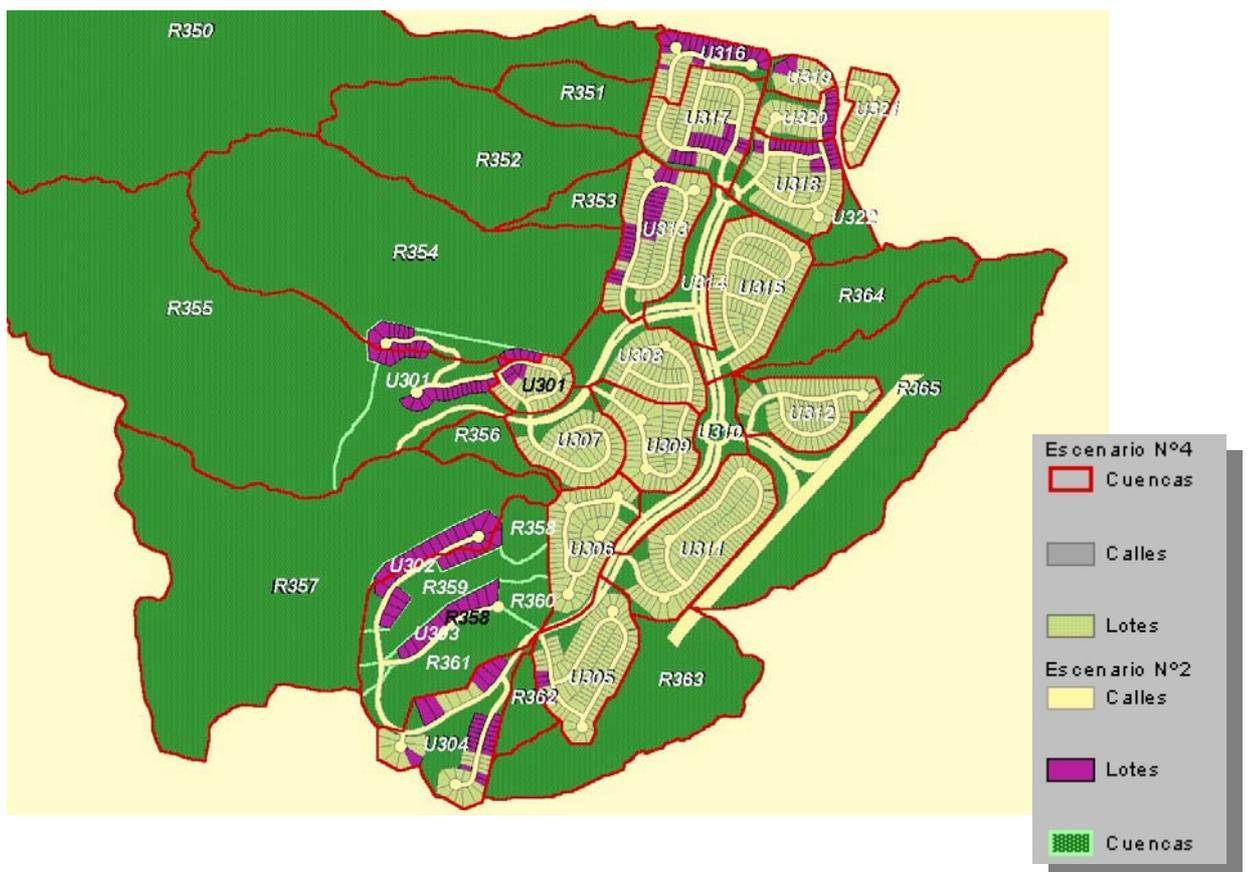 R350
U316
U319
R351
U321
U317
U320
R352
U318
R353
U322
U313
R354
U314
U315
R364
R355
U308
U301
U301
R365
U312
R356
U310
U307
U309
Escenario Nº4
Cuencas
R358
U306
U311
Calles
U302
R357
R359
R360
R358
Lotes
U303
R361
Escenario Nº2
U305
R363
R362
Calles
U304
Lotes
Cuencas